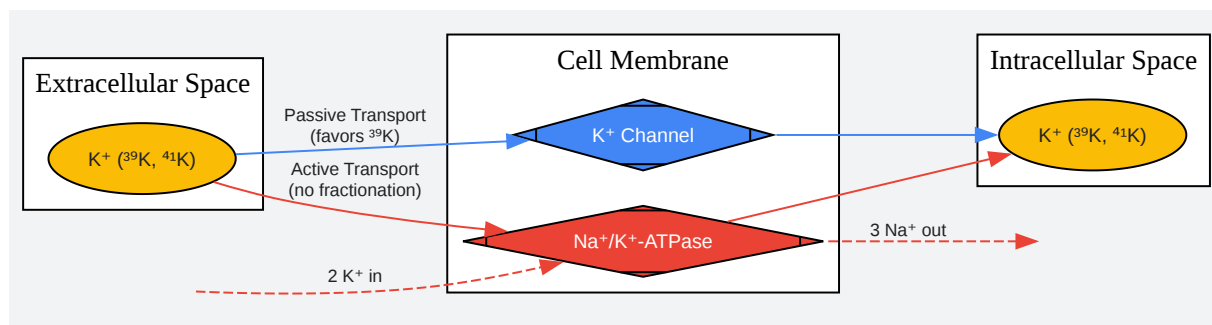 Extracellular Space
K⁺ (³⁹K, ⁴¹K)
Passive Transport
(favors ³⁹K)
Active Transport
(no fractionation)
2 K⁺ in
Cell Membrane
K⁺ Channel
Na⁺/K⁺-ATPase
3 Na⁺ out
Intracellular Space
K⁺ (³⁹K, ⁴¹K)